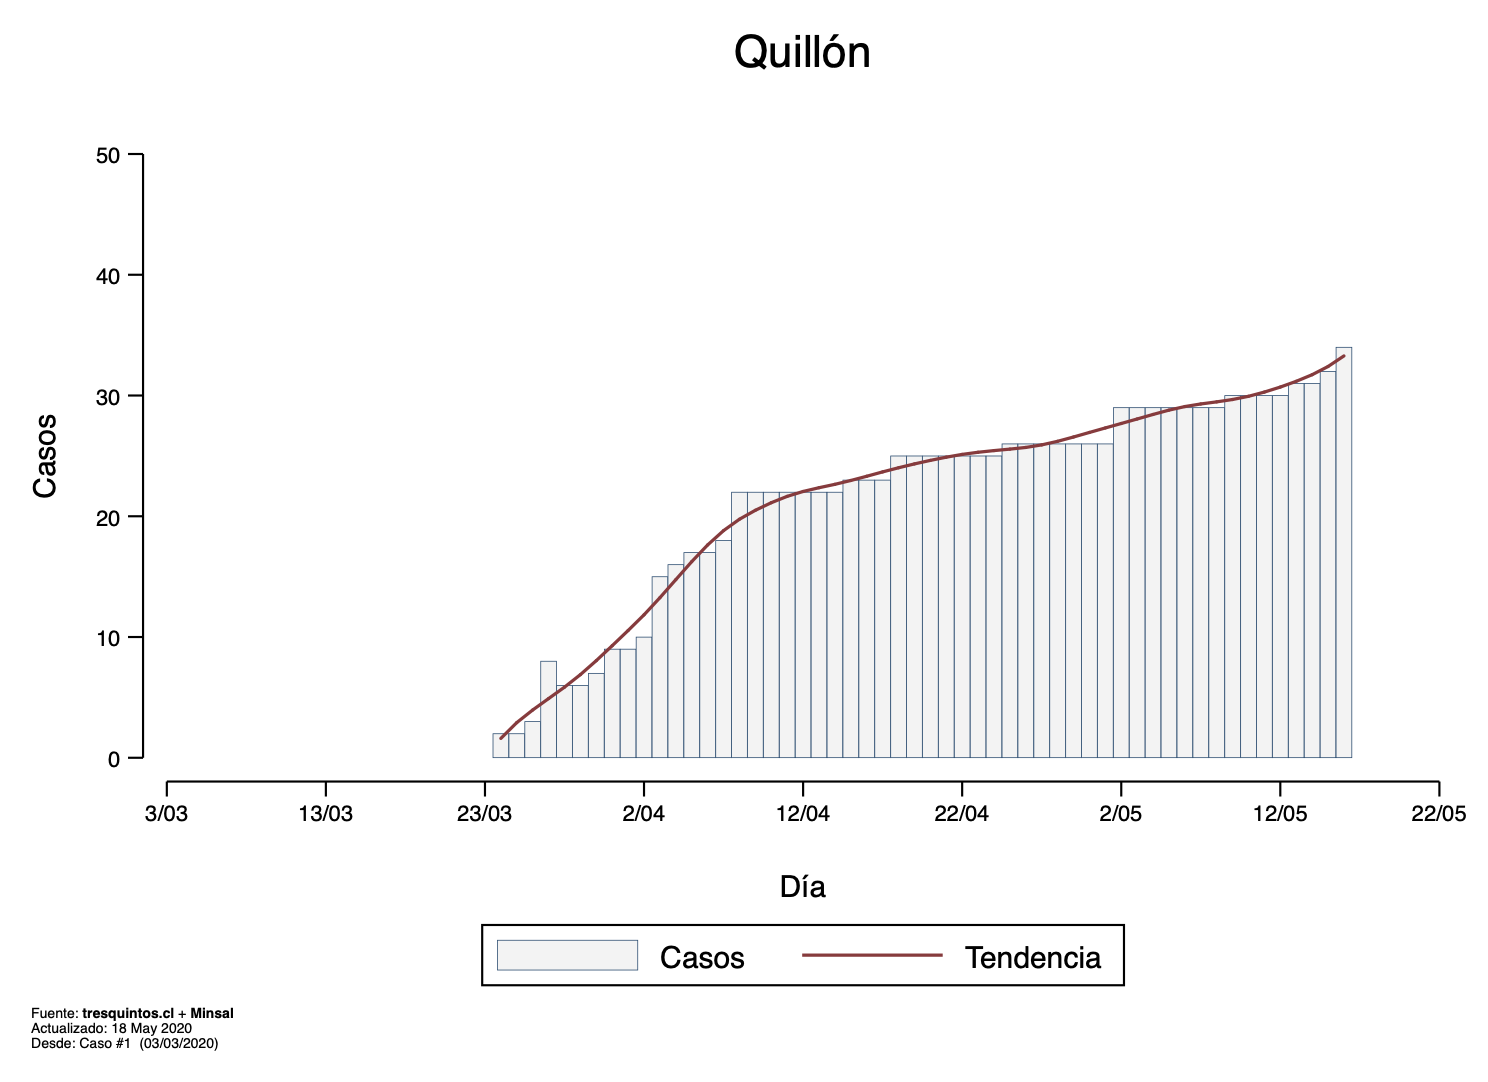 Quillón
50
40
30
20
10
0
Casos
3/03 13/03 23/03 2/04 12/04 22/04 2/05 12/05 22/05
Día
Casos Tendencia
Fuente: tresquintos.cl + Minsal
Actualizado: 18 May 2020
Desde: Caso #1 (03/03/2020)